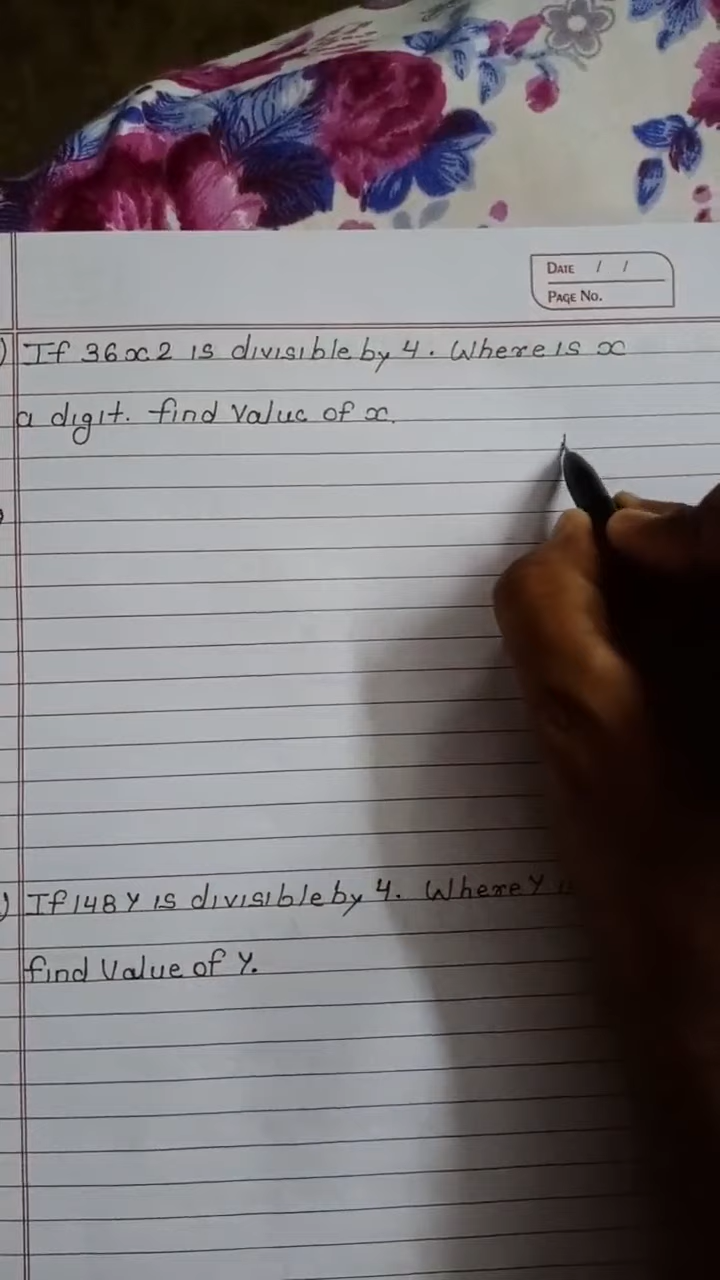 DATE / /
PAGE No.
) If 36x2 is divisible by 4. Where is x
a digit. find Value of x.
) If 148Y is divisible by 4. Where Y
find Value of Y.